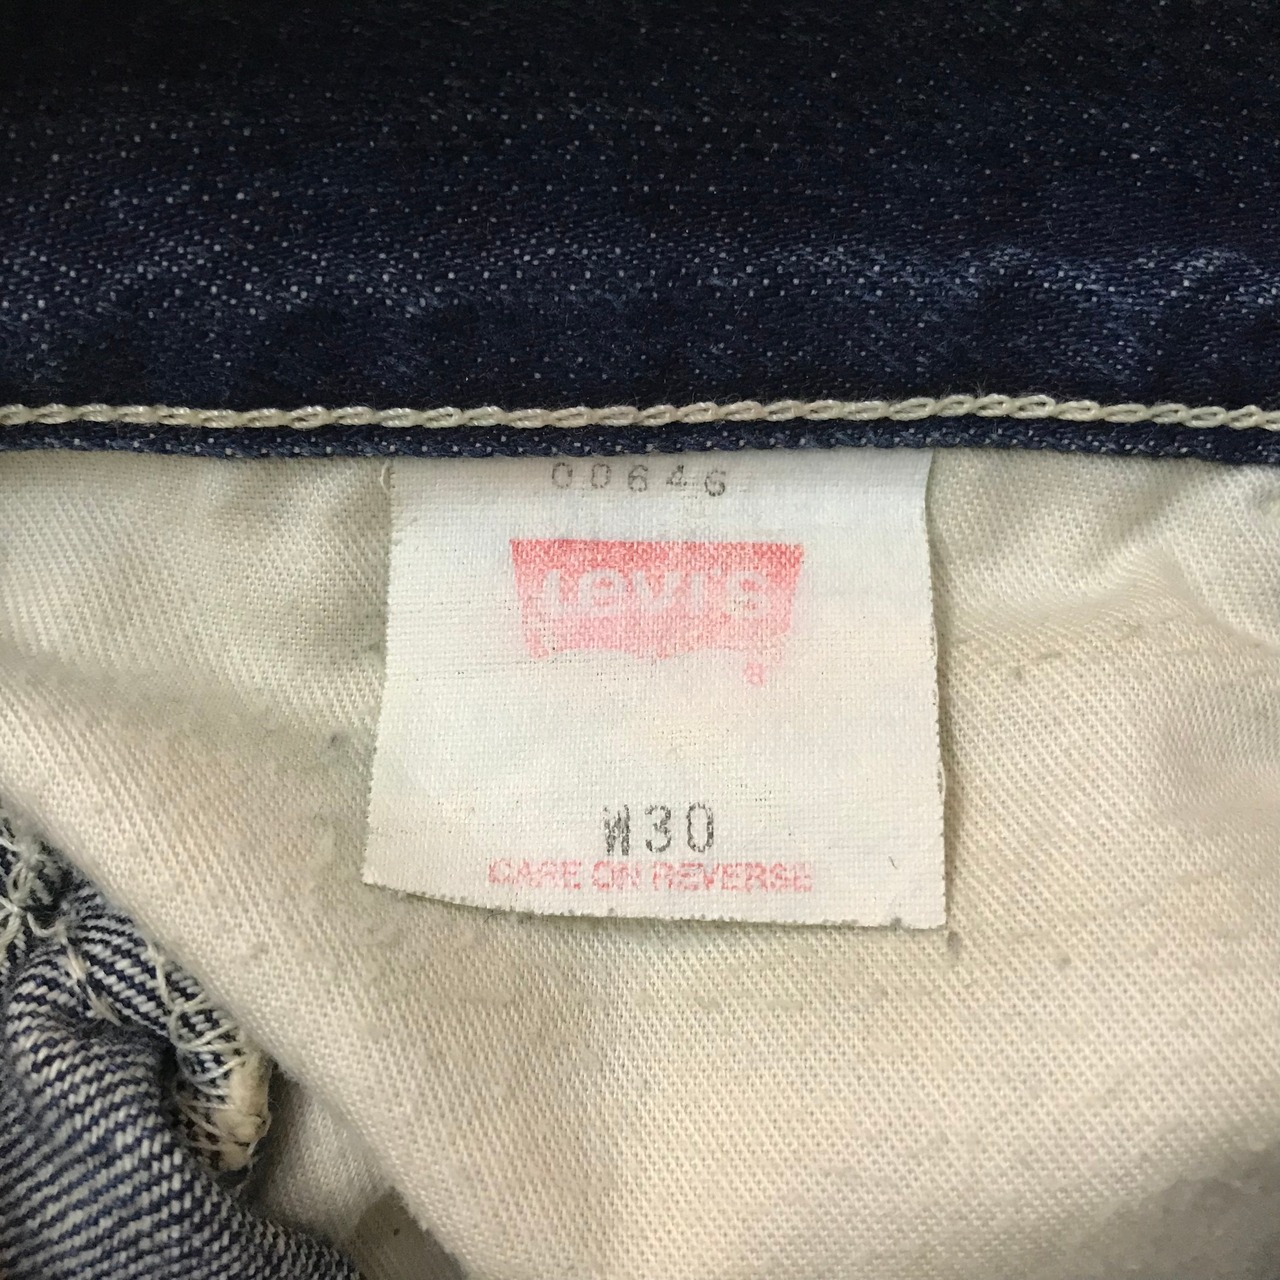 00646
Levi's
®
W30
CARE ON REVERSE